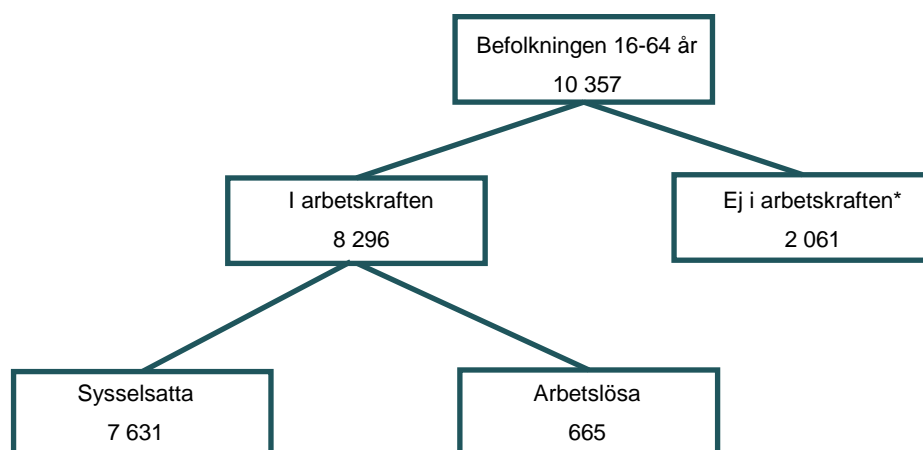 Befolkningen 16-64 år
10 357
I arbetskraften
8 296
Ej i arbetskraften*
2 061
Sysselsatta
7 631
Arbetslösa
665